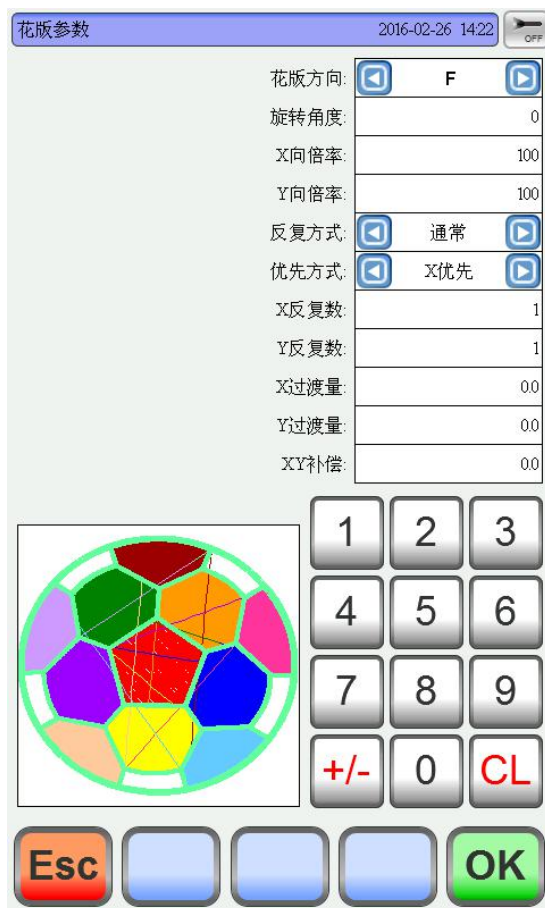 花版参数 2016-02-26 14:22 OFF
花版方向: F
旋转角度: 0
X向倍率: 100
Y向倍率: 100
反复方式: 通常
优先方式: X优先
X反复数: 1
Y反复数: 1
X过渡量: 0.0
Y过渡量: 0.0
XY补偿: 0.0
1 2 3
4 5 6
7 8 9
+/- 0 CL
Esc OK